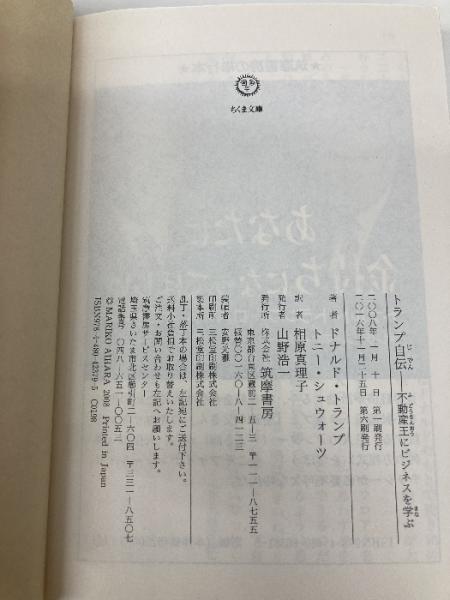 ちくま文庫
トランプ自伝――不動産王にビジネスを学ぶ
二〇〇八年 一月 十 日 第一刷発行
二〇一六年十一月二十五日 第六刷発行
著 者 ドナルド・トランプ
トニー・シュウォーツ
訳 者 相原真理子
発行者 山野浩一
発行所 株式会社 筑摩書房
東京都台東区蔵前二―五―三 〒一一一―八七五五
振替〇〇一六〇―八―四一二三
装幀者 安野光雅
印刷所 三松堂印刷株式会社
製本所 三松堂印刷株式会社
乱丁・落丁本の場合は、左記宛にご送付下さい。
送料小社負担でお取り替えいたします。
ご注文・お問い合わせも左記へお願いします。
筑摩書房サービスセンター
埼玉県さいたま市北区櫛引町二―六〇四 〒三三一―八五〇七
電話番号 〇四八―六五一―〇〇五三
© MARIKO AIHARA 2008 Printed in Japan
ISBN978-4-480-42379-5 C0198